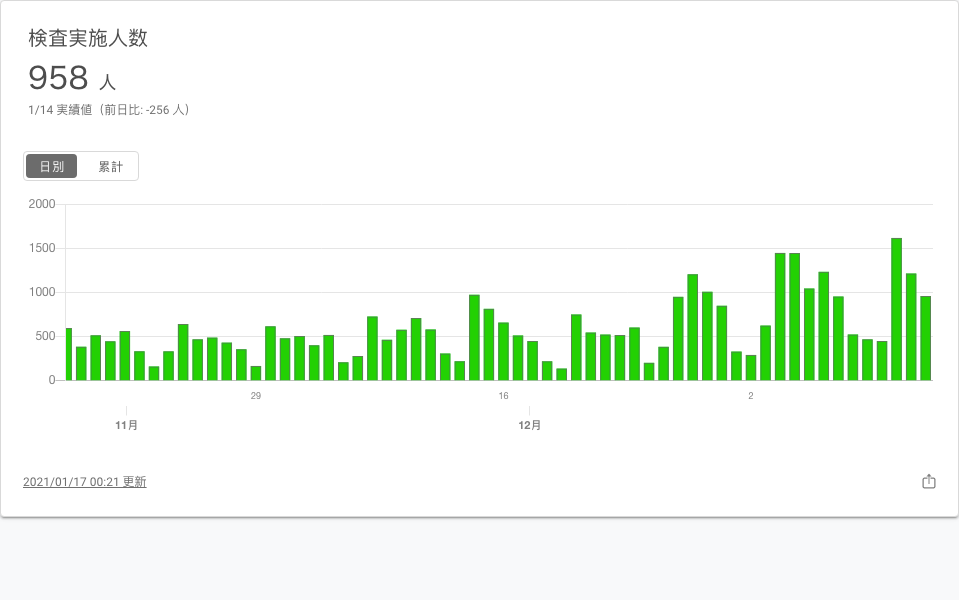 検査実施人数
958 人
1/14 実績値（前日比: -256 人）
日別 累計
2000
1500
1000
500
0
29 16 2
11月 12月
2021/01/17 00:21 更新